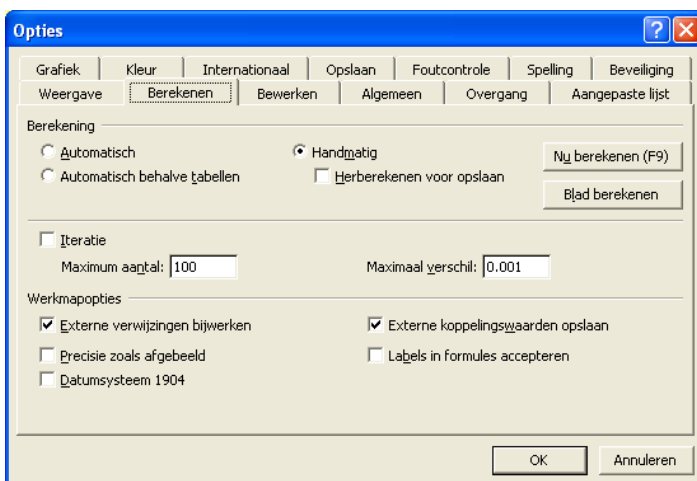 Opties
Grafiek Kleur Internationaal Opslaan Foutcontrole Spelling Beveiliging
Weergave Berekenen Bewerken Algemeen Overgang Aangepaste lijst
Berekening
Automatisch Handmatig Nu berekenen (F9)
Automatisch behalve tabellen Herberekenen voor opslaan
Blad berekenen
Iteratie
Maximum aantal: 100 Maximaal verschil: 0.001
Werkmapopties
Externe verwijzingen bijwerken Externe koppelingswaarden opslaan
Precisie zoals afgebeeld Labels in formules accepteren
Datumsysteem 1904
OK Annuleren